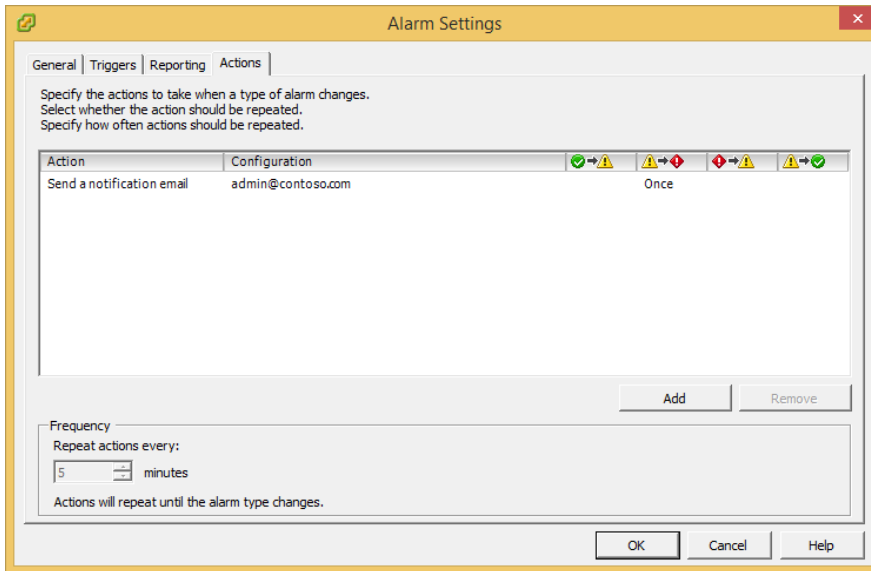 Alarm Settings
General Triggers Reporting Actions
Specify the actions to take when a type of alarm changes.
Select whether the action should be repeated.
Specify how often actions should be repeated.
Action Configuration
Send a notification email admin@contoso.com Once
Add Remove
Frequency
Repeat actions every:
5 minutes
Actions will repeat until the alarm type changes.
OK Cancel Help